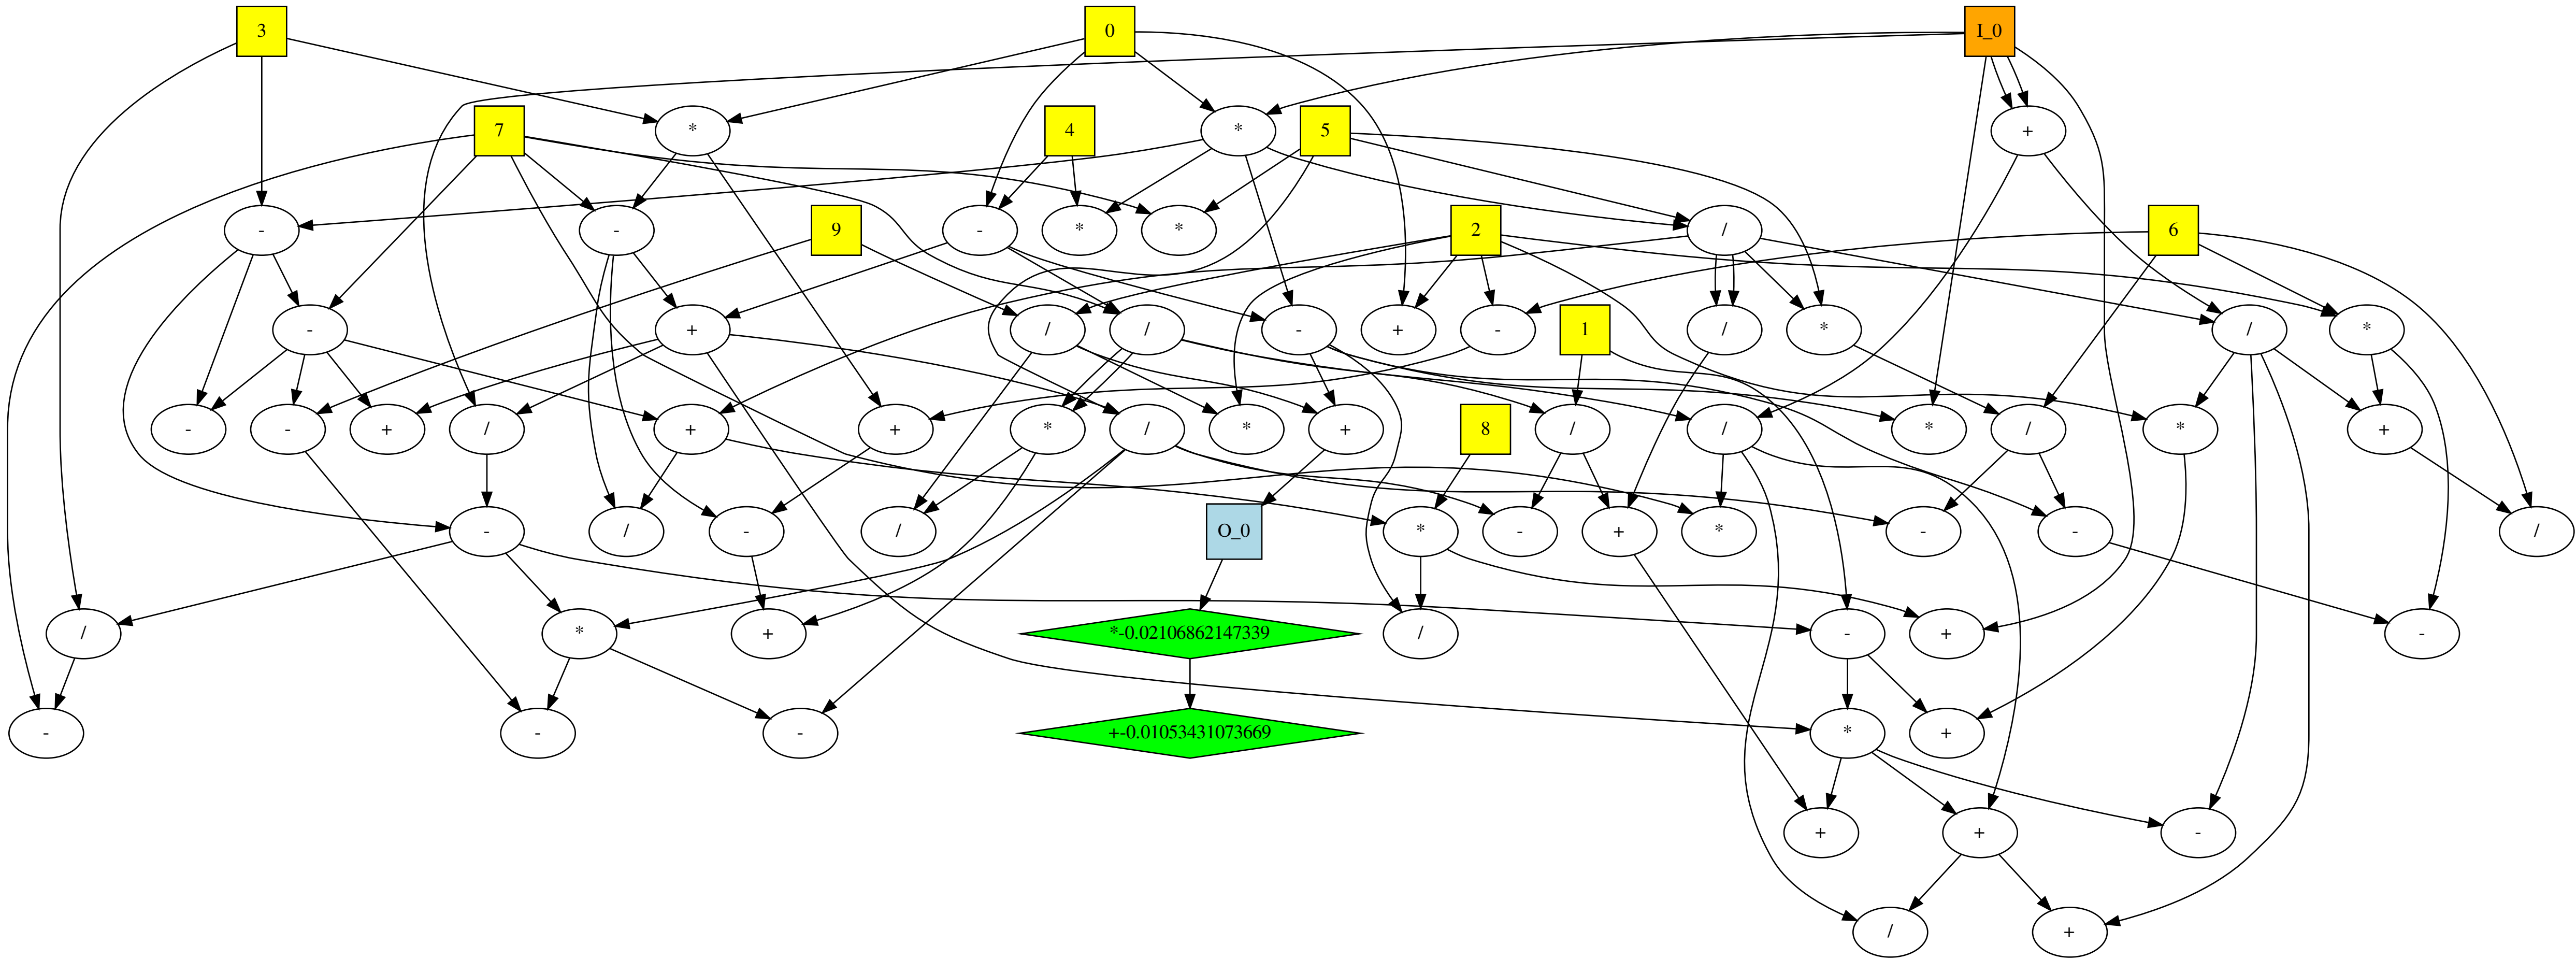 3 0 I_0
7 * 4 * 5 +
- - 9 - * * 2 / 6
- + / / - + - 1 / * / *
- - + / + + * / * + 8 / / * / * +
- / - / O_0 * - + * - - /
/ * + *-0.02106862147339 / - + -
- - - +-0.01053431073669 * +
+ + -
/ +